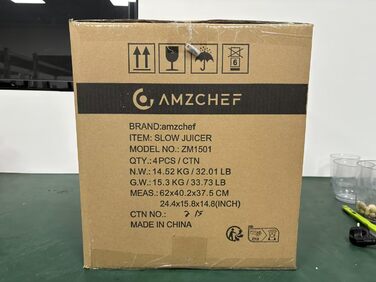 6
AMZCHEF
BRAND:amzchef
ITEM: SLOW JUICER
MODEL NO.: ZM1501
QTY.: 4PCS / CTN
N.W.: 14.52 KG / 32.01 LB
G.W.: 15.3 KG / 33.73 LB
MEAS.: 62x40.2x37.5 CM
24.4x15.8x14.8(INCH)
CTN NO.:
MADE IN CHINA